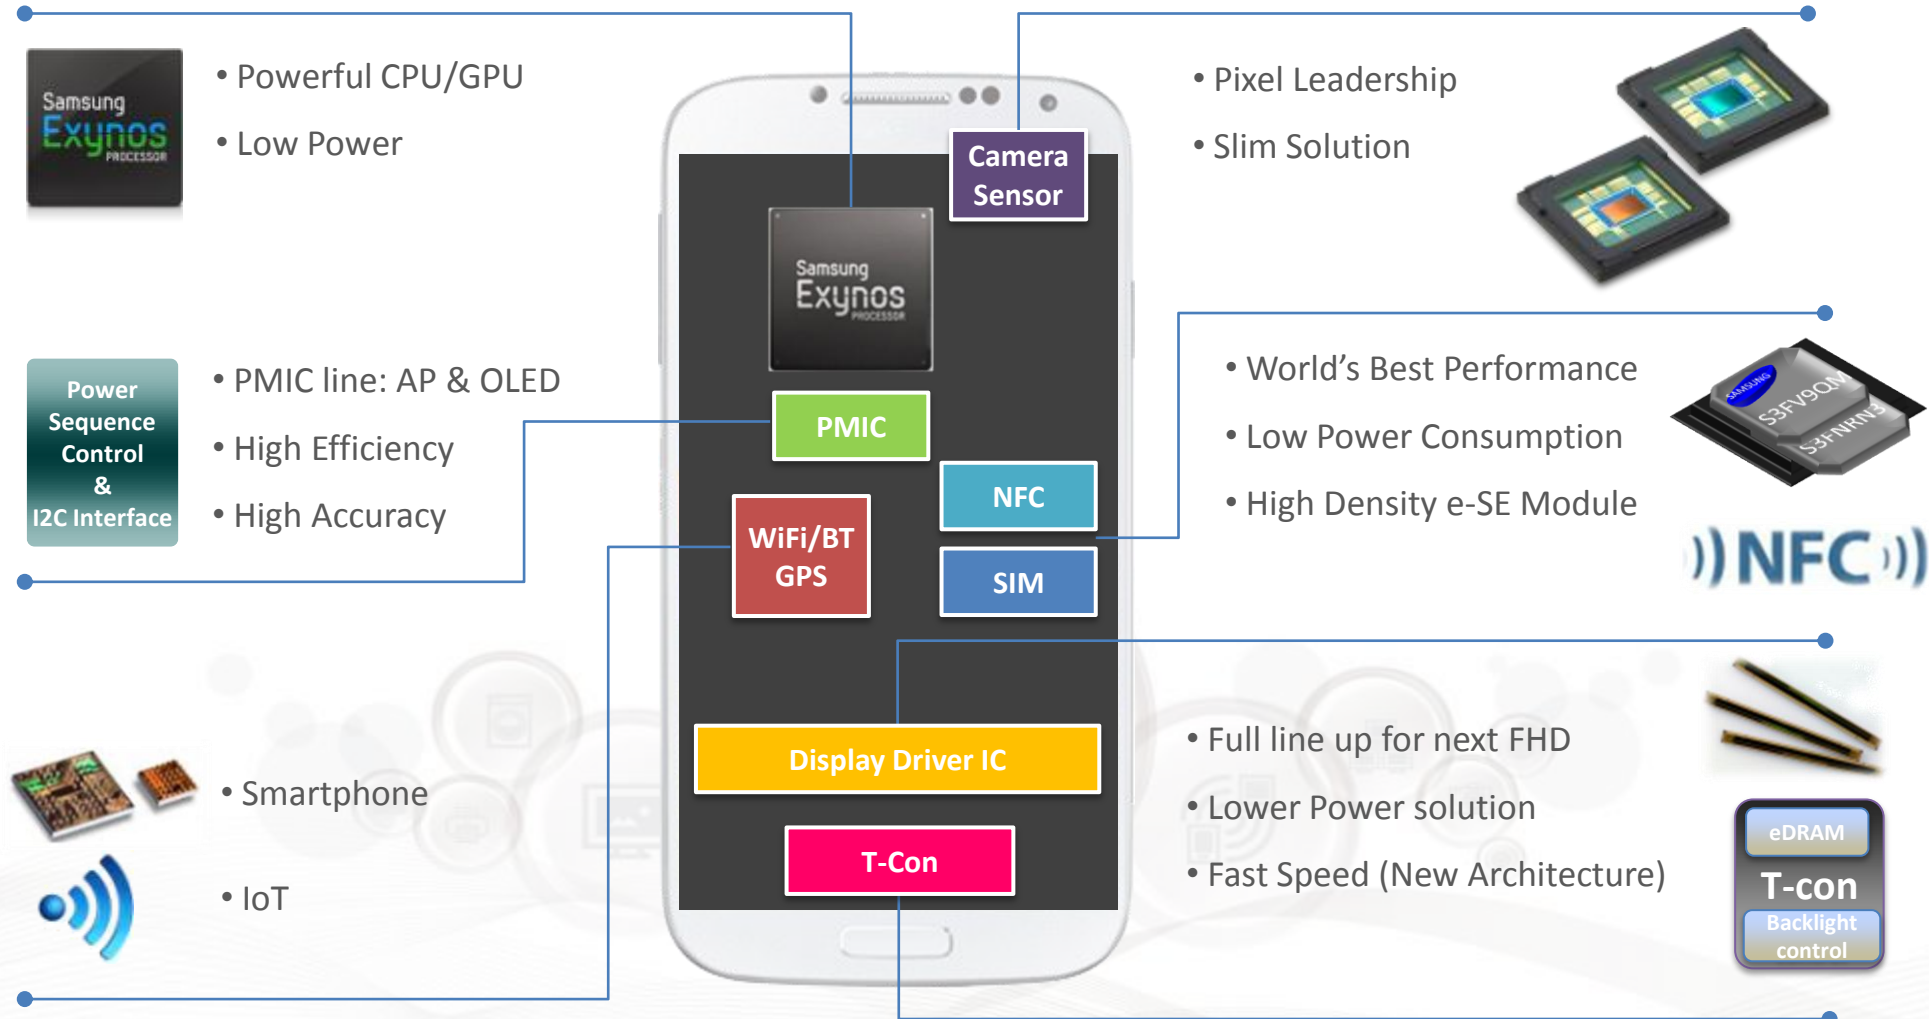 Samsung
Exynos
PROCESSOR
• Powerful CPU/GPU
• Low Power
Power
Sequence
Control
&
I2C Interface
• PMIC line: AP & OLED
• High Efficiency
• High Accuracy
• Smartphone
• IoT
Camera
Sensor
Samsung
Exynos
PROCESSOR
PMIC
NFC
WiFi/BT
GPS
SIM
Display Driver IC
T-Con
• Pixel Leadership
• Slim Solution
• World’s Best Performance
• Low Power Consumption
• High Density e-SE Module
SAMSUNG
S3FV9QM
S3FNRN3
NFC
• Full line up for next FHD
• Lower Power solution
• Fast Speed (New Architecture)
eDRAM
T-con
Backlight
control